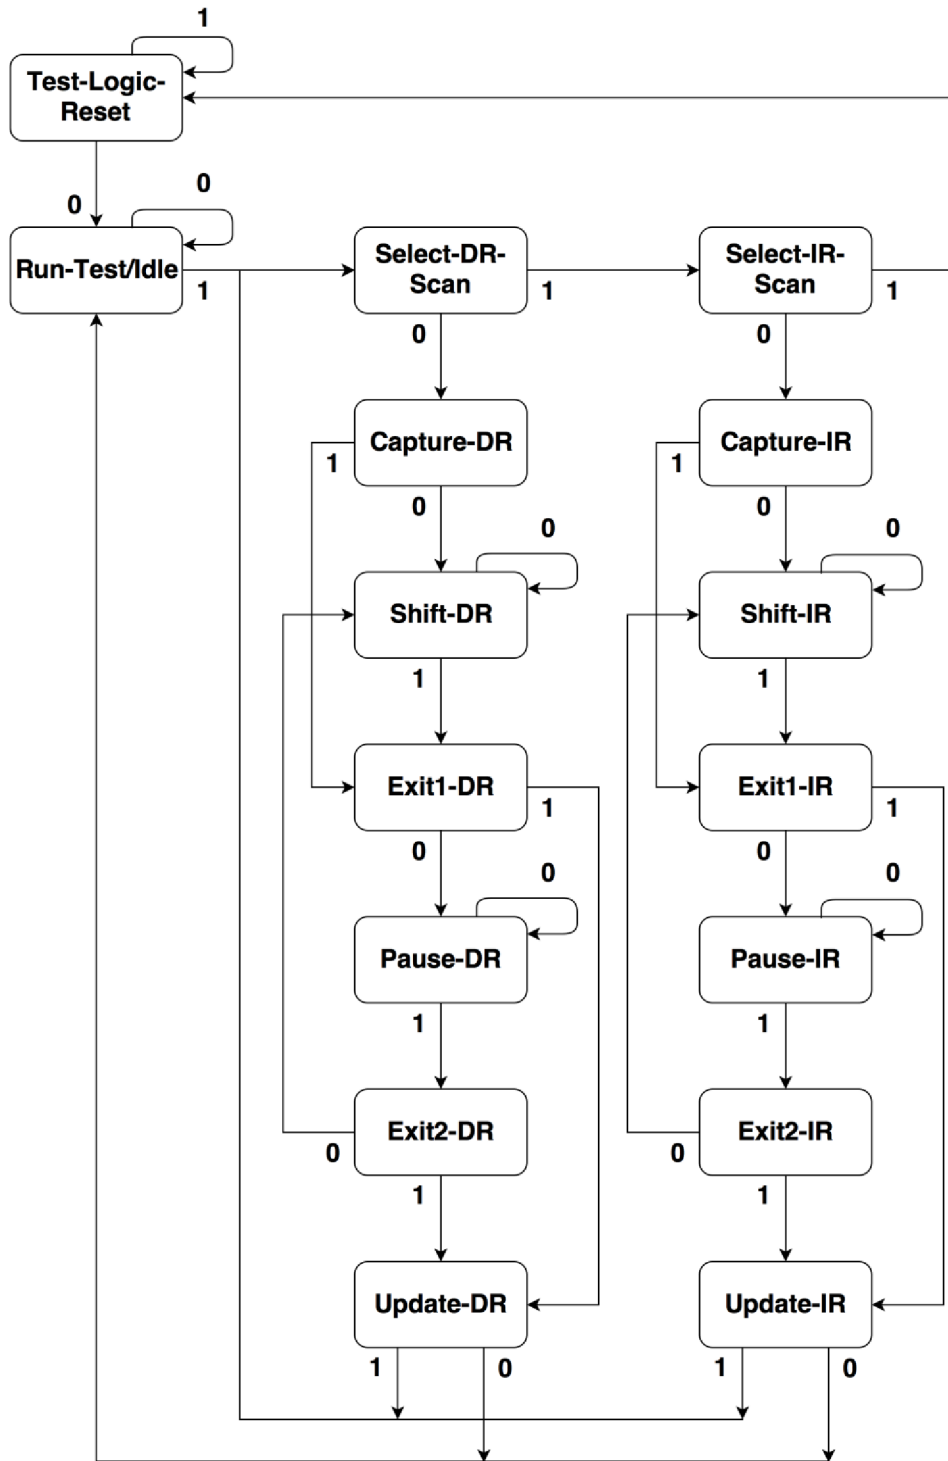 1
Test-Logic-
Reset
0
0
Run-Test/Idle
1
Select-DR-
Scan
1
Select-IR-
Scan
1
0
0
Capture-DR
1
0
Capture-IR
1
0
0
0
Shift-DR
1
Shift-IR
1
Exit1-DR
1
0
Exit1-IR
1
0
0
0
Pause-DR
1
Pause-IR
1
Exit2-DR
0
1
Exit2-IR
0
1
Update-DR
1
0
Update-IR
1
0